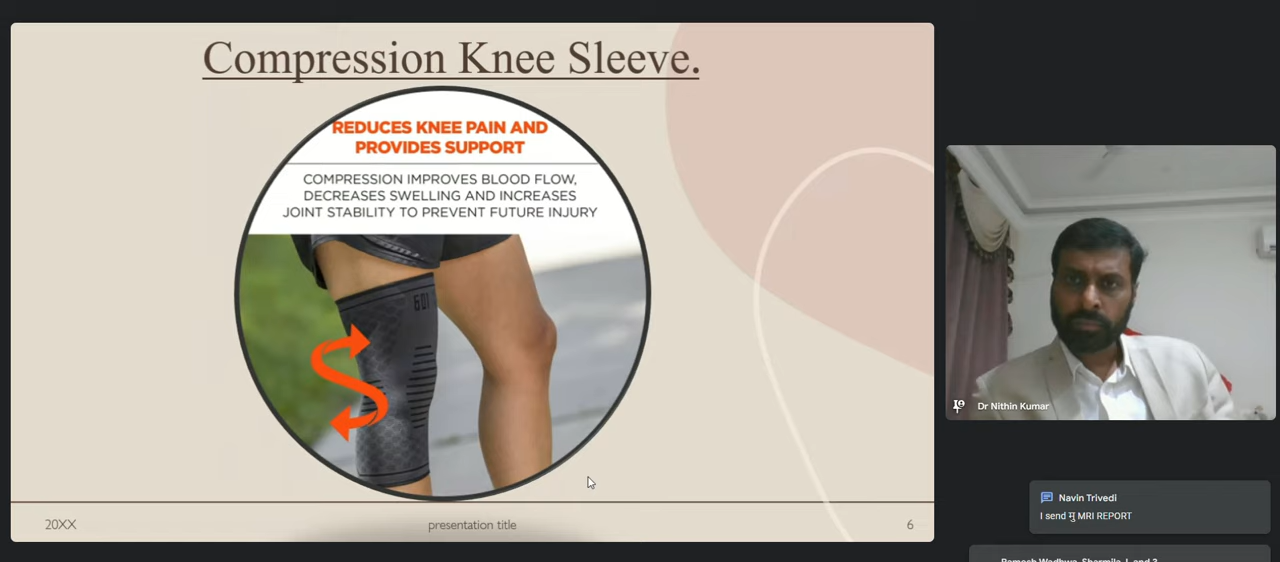 Compression Knee Sleeve.
REDUCES KNEE PAIN AND
PROVIDES SUPPORT
COMPRESSION IMPROVES BLOOD FLOW,
DECREASES SWELLING AND INCREASES
JOINT STABILITY TO PREVENT FUTURE INJURY
20XX
presentation title
6
Dr Nithin Kumar
Navin Trivedi
I send मु MRI REPORT